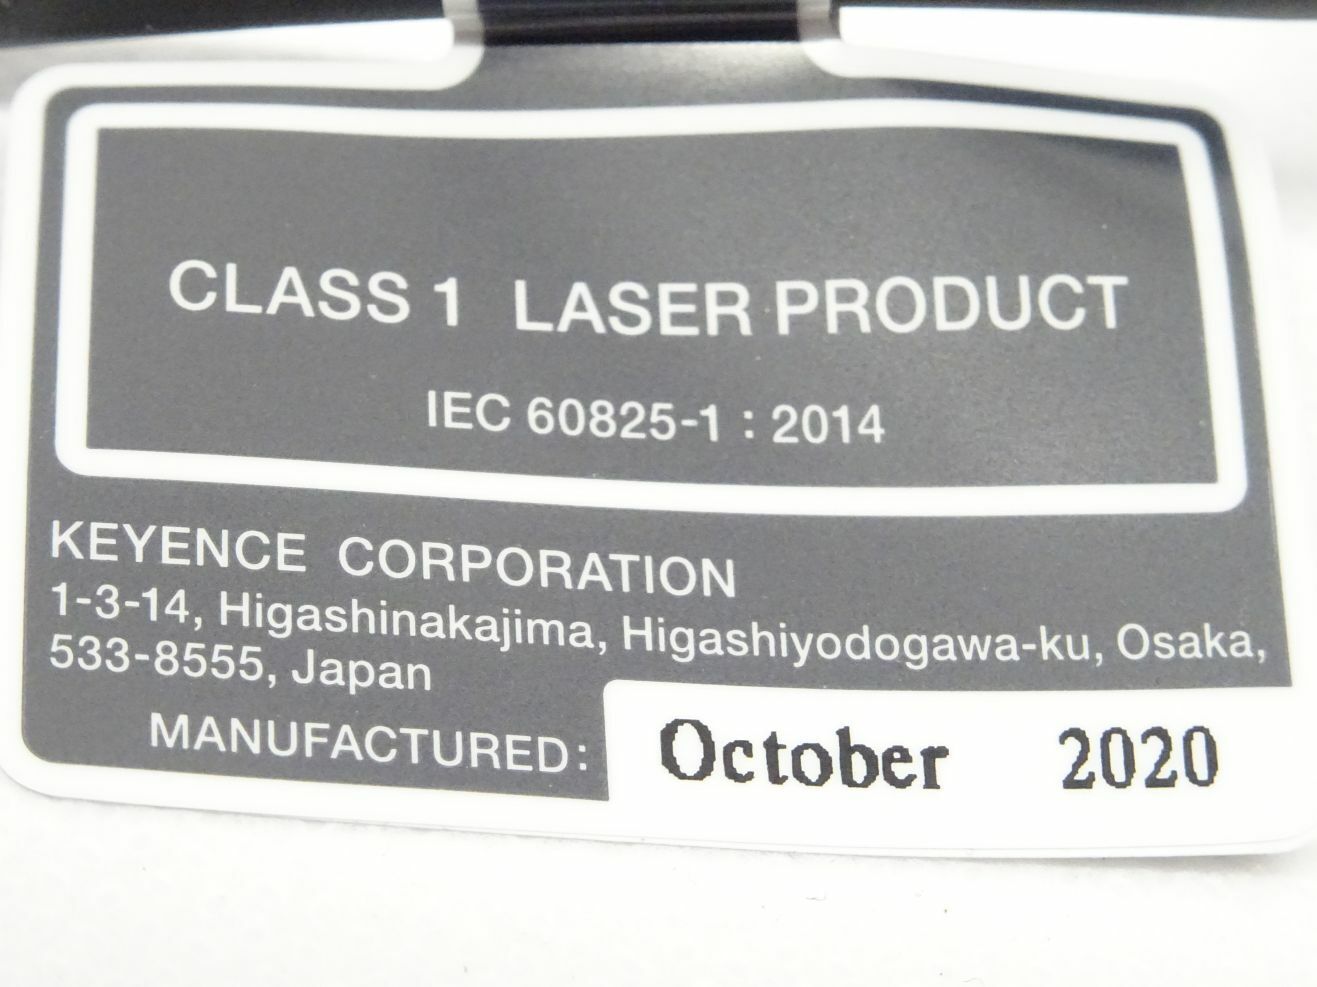 CLASS 1 LASER PRODUCT
IEC 60825-1 : 2014
KEYENCE CORPORATION
1-3-14, Higashinakajima, Higashiyodogawa-ku, Osaka,
533-8555, Japan
MANUFACTURED: October 2020